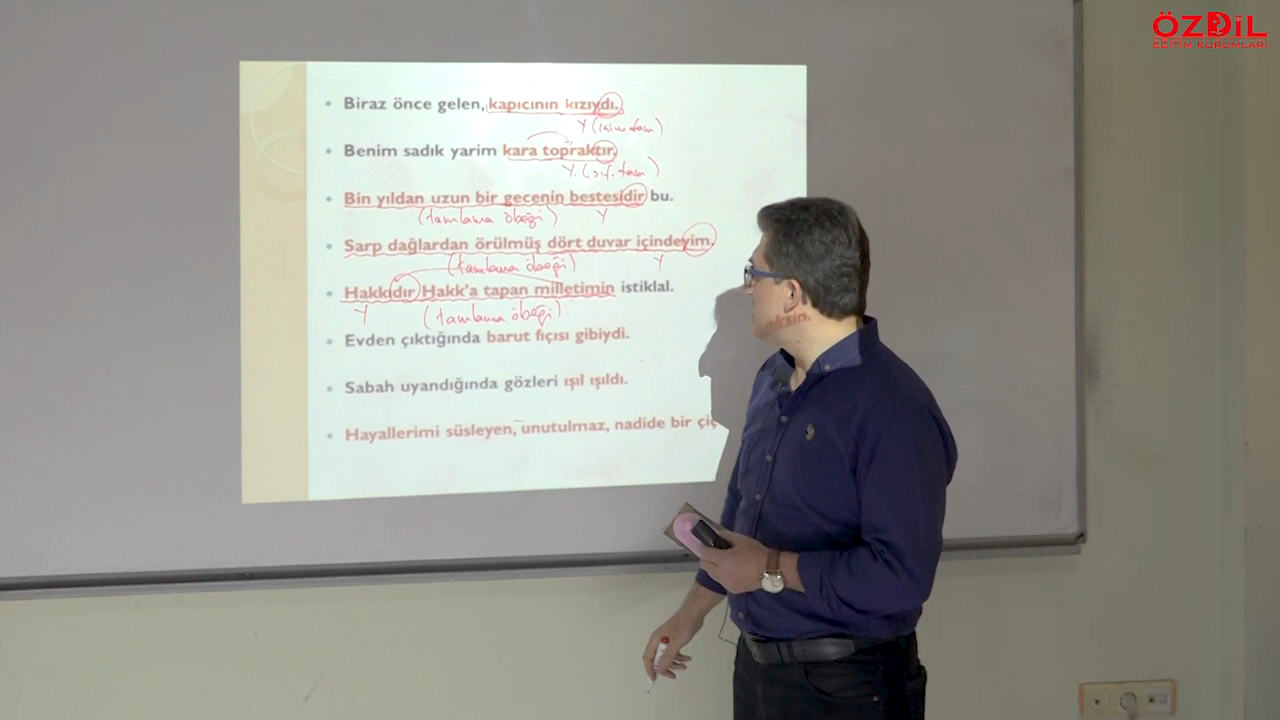 ÖZDİL
EĞİTİM KURUMLARI
• Biraz önce gelen, kapıcının kızıydı.
Y (isim tam)
• Benim sadık yarim kara topraktır.
Y. (sıf. tam)
• Bin yıldan uzun bir gecenin bestesidir bu.
(tamlama öbeği) Y
• Sarp dağlardan örülmüş dört duvar içindeyim.
(tamlama öbeği) Y
• Hakkıdır Hakk'a tapan milletimin istiklal.
Y (tamlama öbeği)
• Evden çıktığında barut fıçısı gibiydi.
• Sabah uyandığında gözleri ışıl ışıldı.
• Hayallerimi süsleyen, unutulmaz, nadide bir çiç